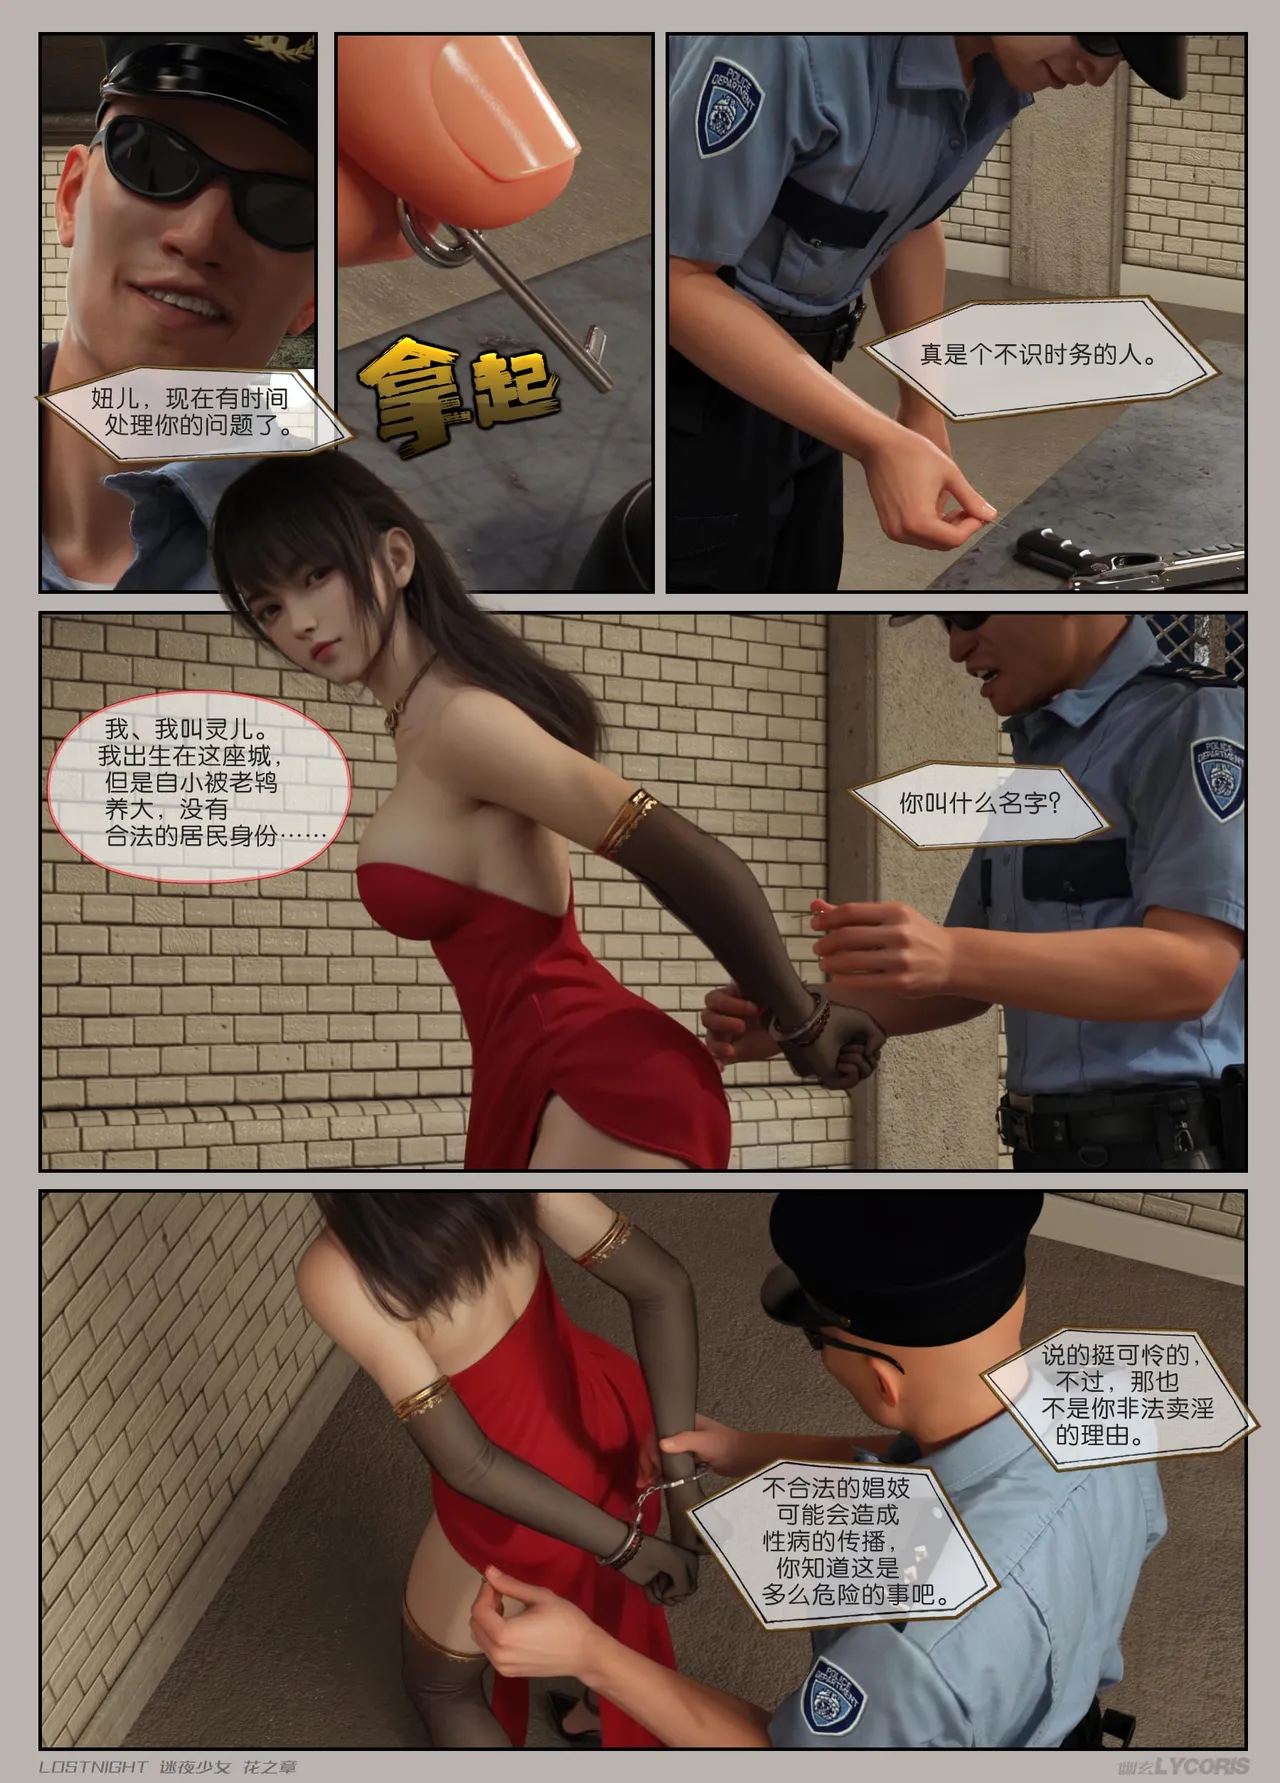 妞儿，现在有时间
处理你的问题了。
拿起
POLICE
DEPARTMENT
真是个不识时务的人。
我、我叫灵儿。
我出生在这座城，
但是自小被老鸨
养大，没有
合法的居民身份……
你叫什么名字？
POLICE
DEPARTMENT
说的挺可怜的，
不过，那也
不是你非法卖淫
的理由。
不合法的娼妓
可能会造成
性病的传播，
你知道这是
多么危险的事吧。
POLICE
DEPARTMENT
LOSTNIGHT 迷夜少女 花之章
幽玄LYCORIS